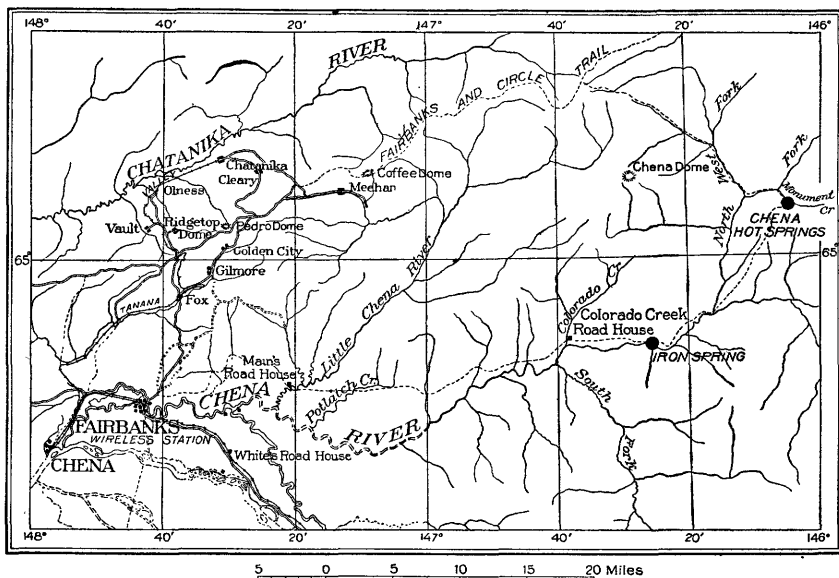 148° 40' 20' 147° 40' 20' 146°
RIVER
FAIRBANKS AND CIRCLE TRAIL
Fork
Fork
CHATANIKA
Chatanika
Cleary
Coffee Dome
Chena Dome
West
VALLEY
Olness
Meehan
Monument
Cr
CHENA
HOT SPRINGS
North
Vault
Ridgetop
Dome
Pedro Dome
Golden City
65° 65°
Gilmore
TANANA
Fox
Little Chena River
Colorado Cr
Colorado Creek
Road House
IRON SPRING
Mauns
Road House
CHENA
Potlatch Cr.
RIVER
South
Fork
FAIRBANKS
WIRELESS STATION
White's Road House
CHENA
148° 40' 20' 147° 40' 20' 146°
5 0 5 10 15 20 Miles